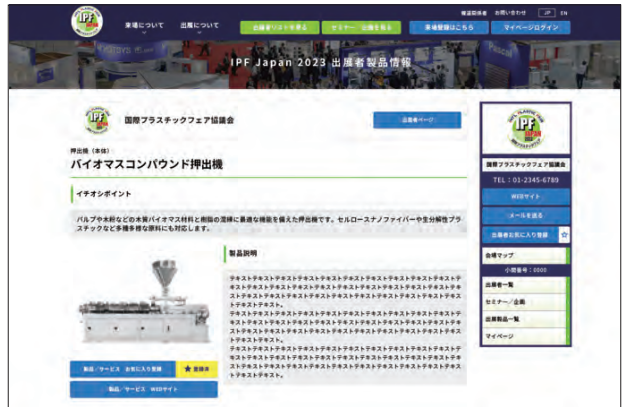 来場について
出展について
出展者リストを見る
セミナー・企画を見る
来場登録はこちら
報道関係者
お問い合わせ
JP
EN
マイページログイン
IPF Japan 2023 出展者製品情報
国際プラスチックフェア協議会
出展者ページ
押出機（本体）
バイオマスコンパウンド押出機
イチオシポイント
パルプや木粉などの木質バイオマス材料と樹脂の混練に最適な機能を備えた押出機です。セルロースナノファイバーや生分解性プラ
スチックなど多種多様な原料にも対応します。
製品説明
テキストテキストテキストテキストテキストテキストテキストテキストテキストテキストテ
キストテキストテキストテキストテキストテキストテキストテキストテキストテキストテキ
ストテキストテキストテキストテキストテキストテキストテキストテキストテキストテキス
トテキストテキスト。
テキストテキストテキストテキストテキストテキストテキストテキストテキストテキストテ
キストテキストテキストテキストテキストテキストテキストテキストテキストテキストテキ
ストテキストテキストテキストテキストテキストテキストテキストテキストテキストテキス
トテキストテキスト。
テキストテキストテキストテキストテキストテキストテキストテキストテキストテキストテ
キストテキストテキストテキストテキストテキストテキストテキストテキストテキストテキ
ストテキストテキストテキストテキストテキストテキストテキストテキストテキストテキス
トテキストテキスト。
製品／サービス お気に入り登録
★ 登録済
製品／サービス WEBサイト
IPF
JAPAN
国際プラスチックフェア協議会
TEL：01-2345-6789
WEBサイト
メールを送る
出展者お気に入り登録
会場マップ
小間番号：0000
出展者一覧
セミナー／企画
出展製品一覧
マイページ